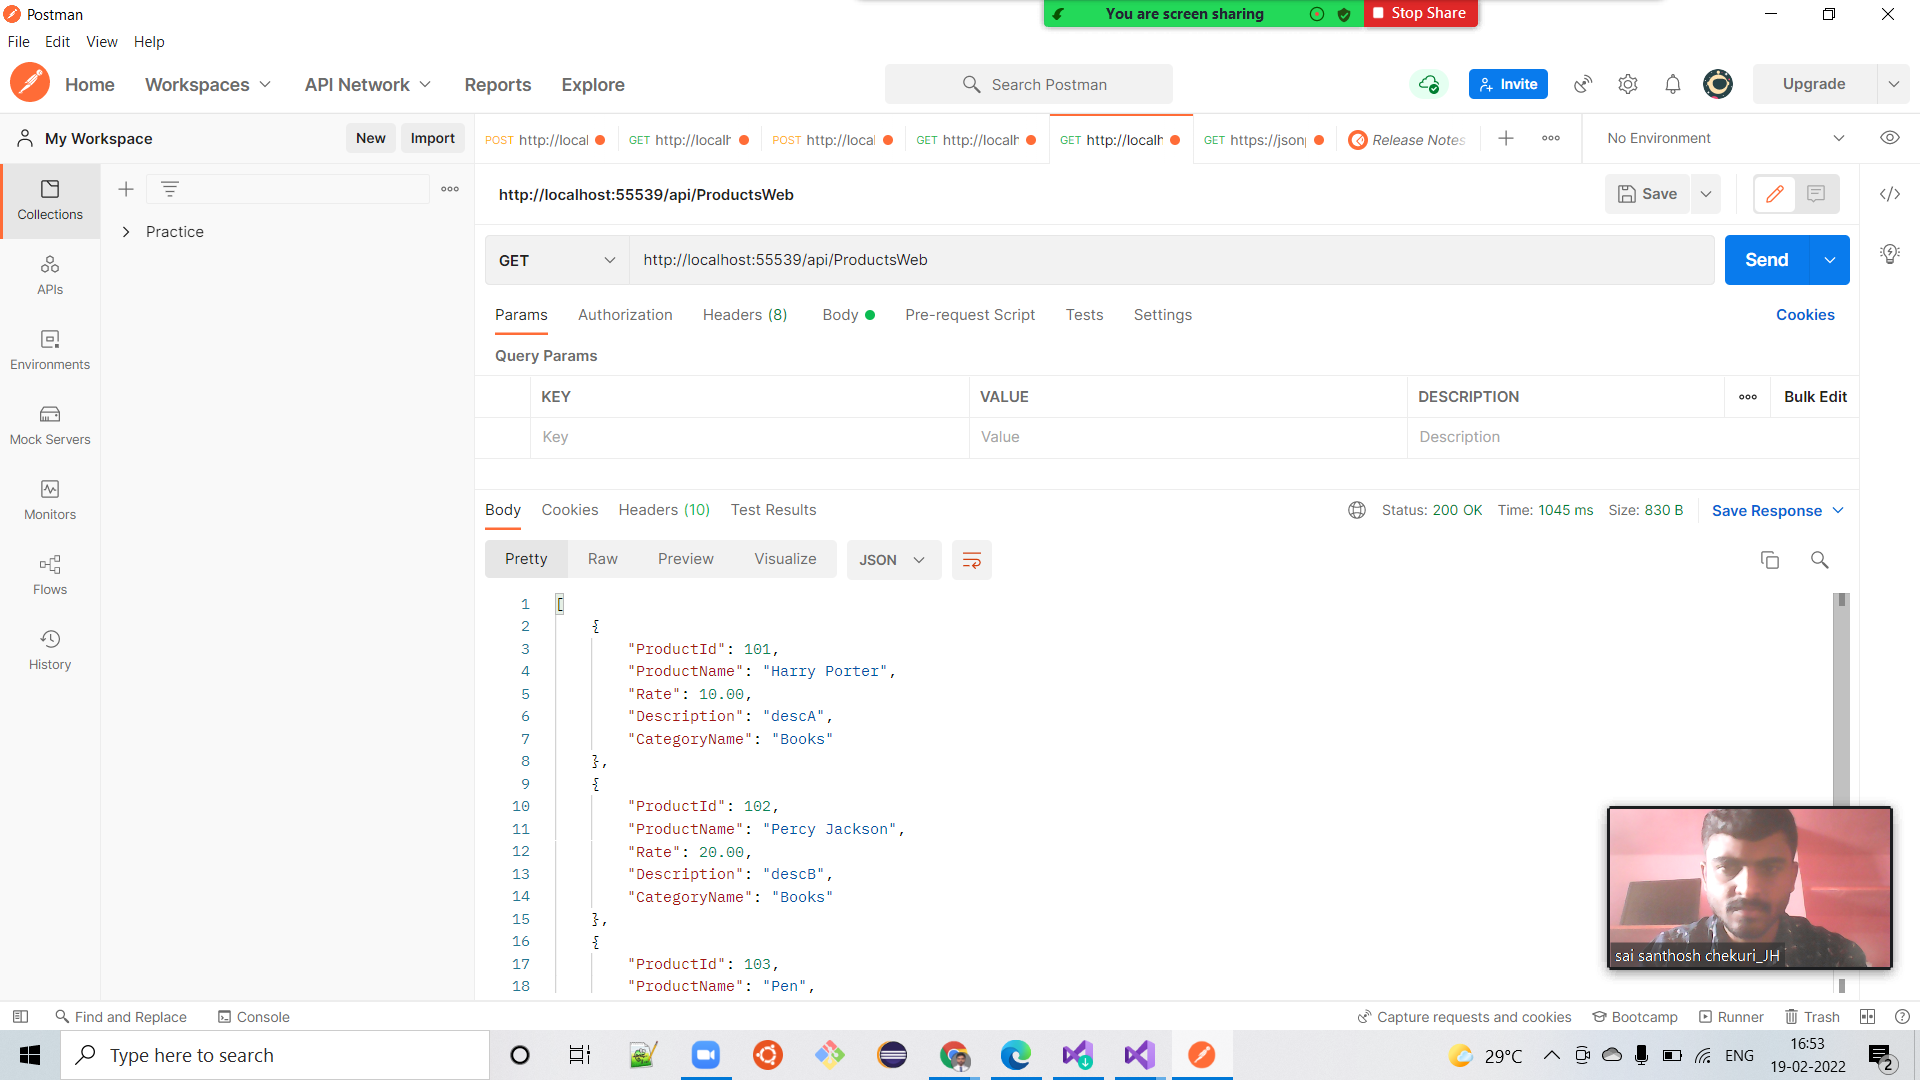 Postman
You are screen sharing
Stop Share
File Edit View Help
Home Workspaces API Network Reports Explore
Search Postman
Invite
Upgrade
My Workspace
New Import
POST http://local GET http://localh POST http://local GET http://localh GET http://localh GET https://jsonp Release Notes
No Environment
Collections
Practice
http://localhost:55539/api/ProductsWeb
Save
APIs
GET http://localhost:55539/api/ProductsWeb
Send
Environments
Params Authorization Headers (8) Body Pre-request Script Tests Settings
Cookies
Query Params
KEY VALUE DESCRIPTION Bulk Edit
Key Value Description
Mock Servers
Monitors
Flows
History
Body Cookies Headers (10) Test Results
Status: 200 OK Time: 1045 ms Size: 830 B Save Response
Pretty Raw Preview Visualize JSON
1 [
2 {
3 "ProductId": 101,
4 "ProductName": "Harry Porter",
5 "Rate": 10.00,
6 "Description": "descA",
7 "CategoryName": "Books"
8 },
9 {
10 "ProductId": 102,
11 "ProductName": "Percy Jackson",
12 "Rate": 20.00,
13 "Description": "descB",
14 "CategoryName": "Books"
15 },
16 {
17 "ProductId": 103,
18 "ProductName": "Pen",
sai santhosh chekuri_JH
Find and Replace Console
Capture requests and cookies Bootcamp Runner Trash
Type here to search
29°C
ENG
16:53
19-02-2022
2